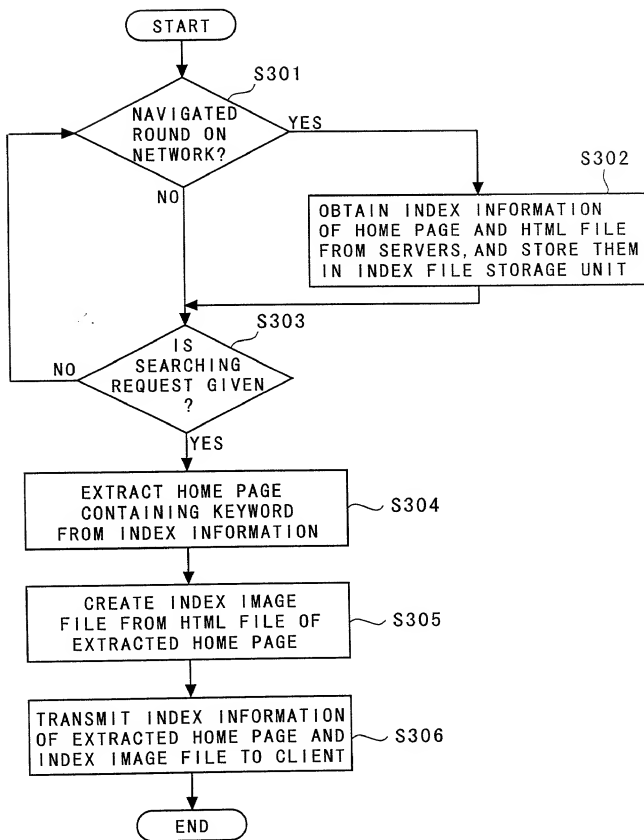 START
S301
NAVIGATED
ROUND ON
NETWORK?
YES
NO
S302
OBTAIN INDEX INFORMATION
OF HOME PAGE AND HTML FILE
FROM SERVERS, AND STORE THEM
IN INDEX FILE STORAGE UNIT
S303
IS
SEARCHING
REQUEST GIVEN
?
NO
YES
EXTRACT HOME PAGE
CONTAINING KEYWORD
FROM INDEX INFORMATION
S304
CREATE INDEX IMAGE
FILE FROM HTML FILE OF
EXTRACTED HOME PAGE
S305
TRANSMIT INDEX INFORMATION
OF EXTRACTED HOME PAGE AND
INDEX IMAGE FILE TO CLIENT
S306
END